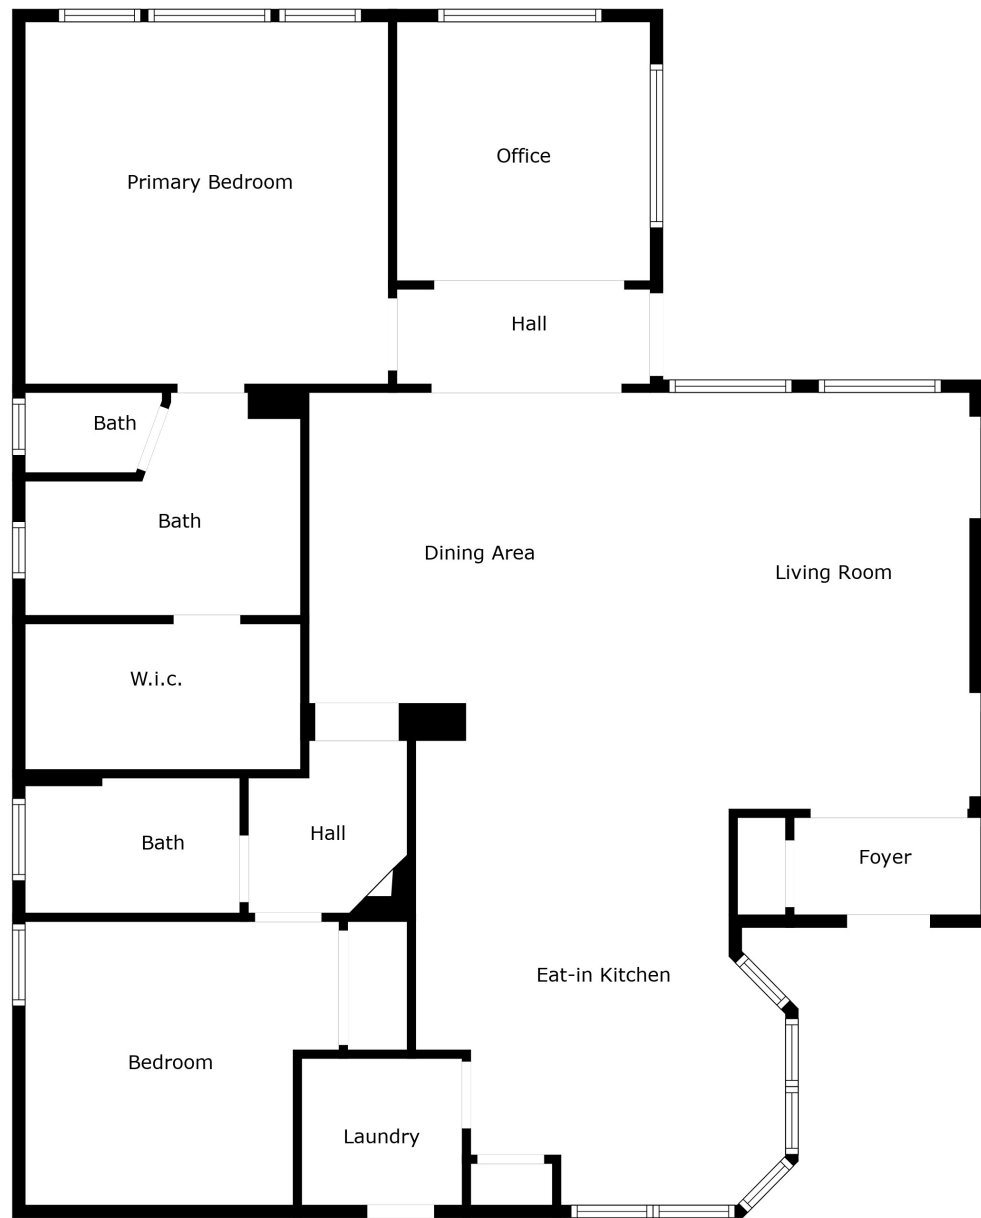 Office
Primary Bedroom
Hall
Bath
Bath
Dining Area
Living Room
W.i.c.
Hall
Bath
Foyer
Eat-in Kitchen
Bedroom
Laundry